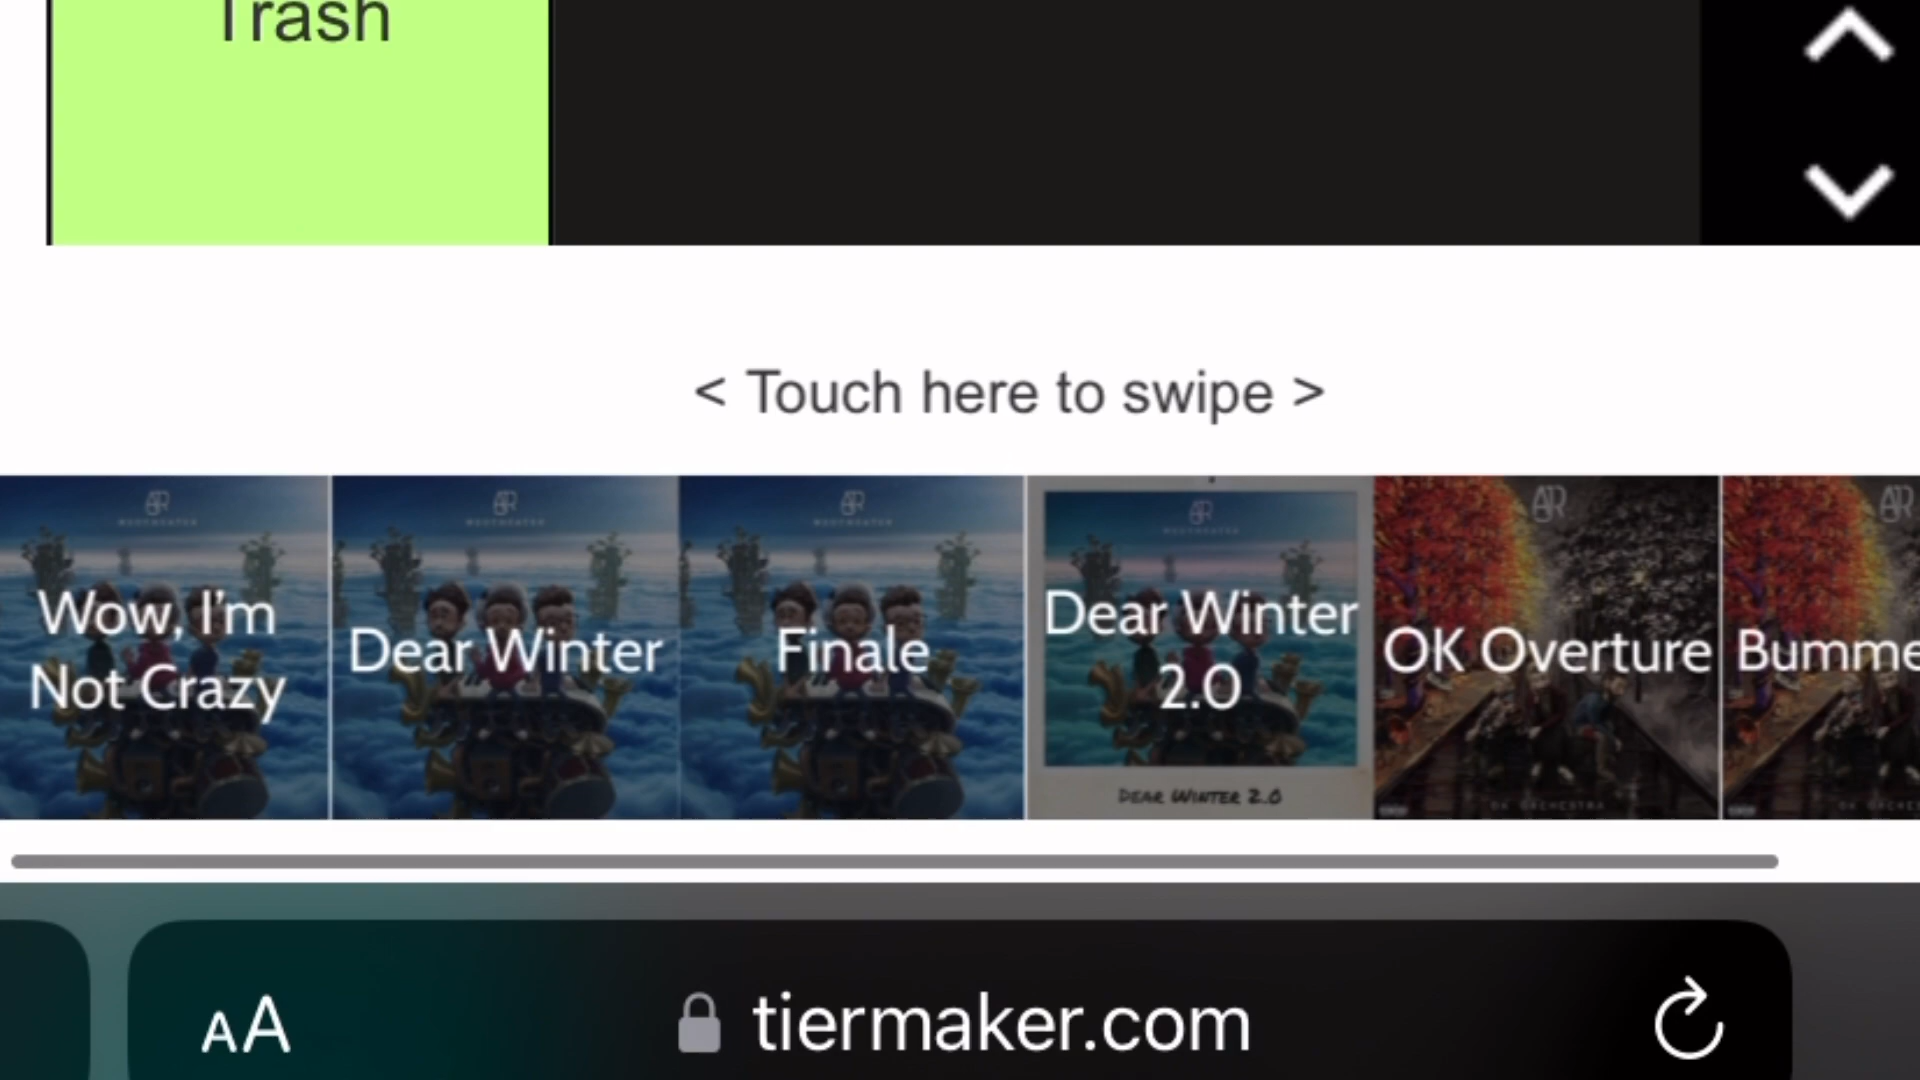 Trash
< Touch here to swipe >
Wow, I'm
Not Crazy
Dear Winter
Finale
Dear Winter
2.0
DEAR WINTER 2.0
OK Overture
Bumme
AA
tiermaker.com